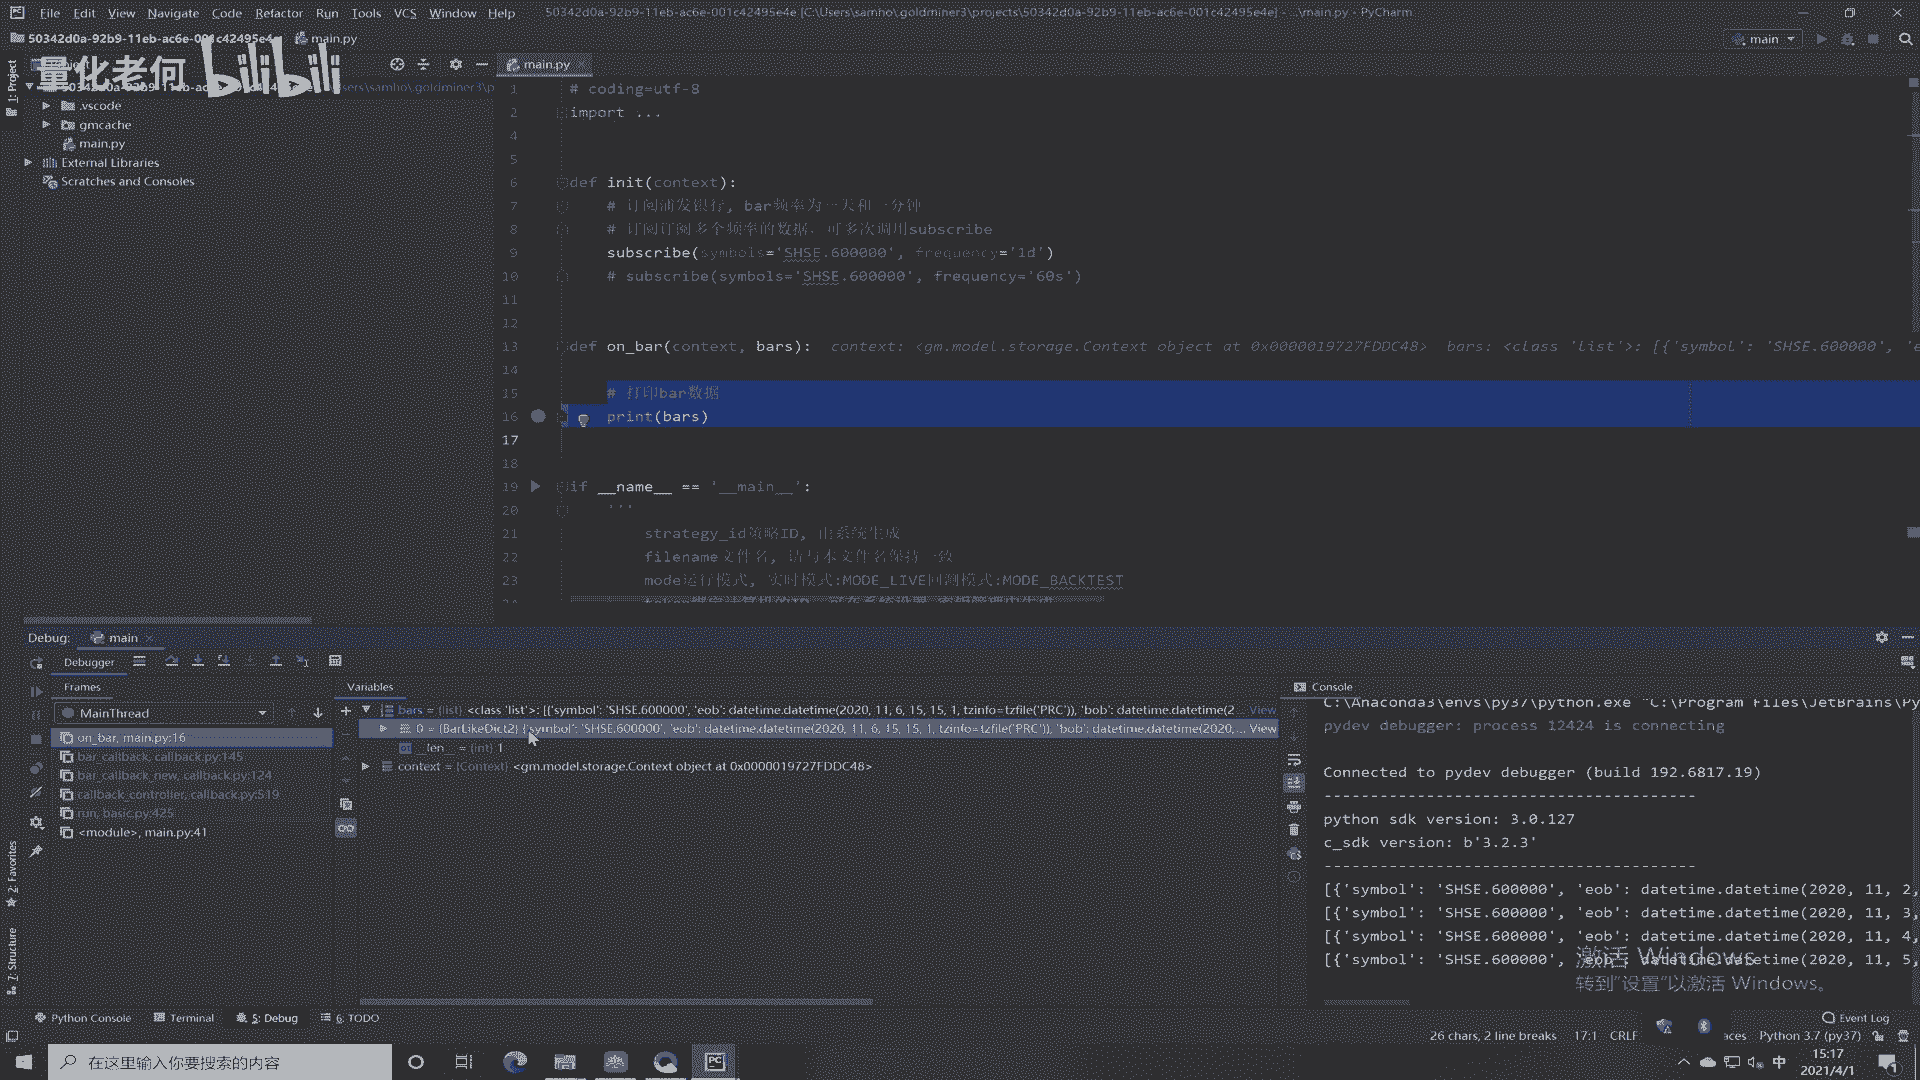 File Edit View Navigate Code Refactor Run Tools VCS Window Help
50342d0a-92b9-11eb-ac6e-001c42495e4e [C:\Users\samho\.goldminer3\projects\50342d0a-92b9-11eb-ac6e-001c42495e4e] - ...\main.py - PyCharm
50342d0a-92b9-11eb-ac6e-001c42495e4e main.py
main
量化老何 bilibili
1: Project
main.py
.vscode
gmcache
main.py
External Libraries
Scratches and Consoles
1 # coding=utf-8
2 import ...
4
5
6 def init(context):
7 # 订阅浦发银行, bar频率为一天和一分钟
8 # 订阅订阅多个频率的数据, 可多次调用subscribe
9 subscribe(symbols='SHSE.600000', frequency='1d')
10 # subscribe(symbols='SHSE.600000', frequency='60s')
11
12
13 def on_bar(context, bars): context: <gm.model.storage.Context object at 0x0000019727FDDC48> bars: <class 'list'>: [{'symbol': 'SHSE.600000', 'e
14
15 # 打印bar数据
16 print(bars)
17
18
19 if __name__ == '__main__':
20 '''
21 strategy_id策略ID, 由系统生成
22 filename文件名, 请与本文件名保持一致
23 mode运行模式, 实时模式:MODE_LIVE回测模式:MODE_BACKTEST
Debug: main
Debugger
Frames
MainThread
on_bar, main.py:16
bar_callback, callback.py:145
bar_callback_new, callback.py:124
callback_controller, callback.py:519
run, basic.py:425
<module>, main.py:41
Variables
bars = {list} <class 'list'>: [{'symbol': 'SHSE.600000', 'eob': datetime.datetime(2020, 11, 6, 15, 15, 1, tzinfo=tzfile('PRC')), 'bob': datetime.datetime(2... View
0 = {BarLikeDict2} {'symbol': 'SHSE.600000', 'eob': datetime.datetime(2020, 11, 6, 15, 15, 1, tzinfo=tzfile('PRC')), 'bob': datetime.datetime(2020,... View
__len__ = {int} 1
context = {Context} <gm.model.storage.Context object at 0x0000019727FDDC48>
Console
C:\Anaconda3\envs\py37\python.exe "C:\Program Files\JetBrains\Py
pydev debugger: process 12424 is connecting
Connected to pydev debugger (build 192.6817.19)
----------------------------------------
python sdk version: 3.0.127
c_sdk version: b'3.2.3'
----------------------------------------
[{'symbol': 'SHSE.600000', 'eob': datetime.datetime(2020, 11, 2,
[{'symbol': 'SHSE.600000', 'eob': datetime.datetime(2020, 11, 3,
[{'symbol': 'SHSE.600000', 'eob': datetime.datetime(2020, 11, 4,
[{'symbol': 'SHSE.600000', 'eob': datetime.datetime(2020, 11, 5,
激活 Windows
转到"设置"以激活 Windows。
2: Favorites
7: Structure
Python Console Terminal 5: Debug 6: TODO Event Log
26 chars, 2 line breaks 17:1 CRLF aces Python 3.7 (py37)
在这里输入你要搜索的内容
中
15:17
2021/4/1